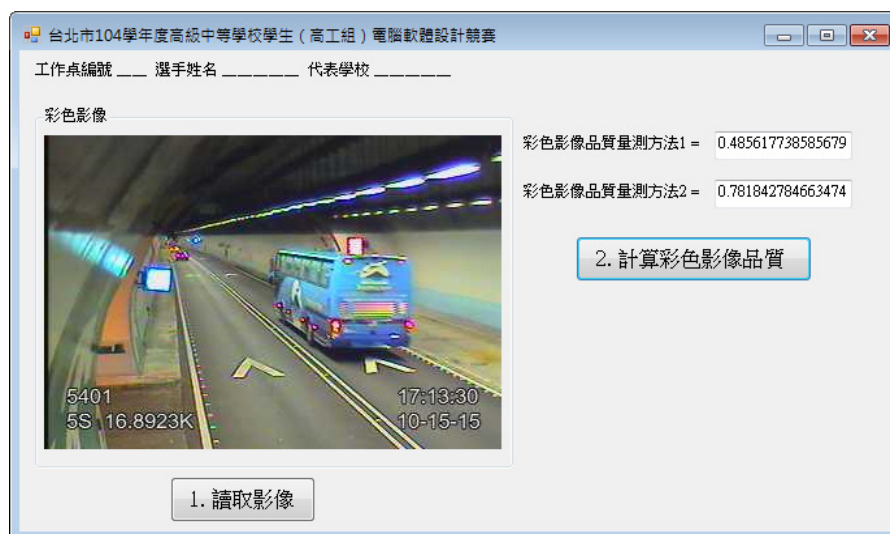 台北市104學年度高級中等學校學生（高工組）電腦軟體設計競賽
工作点編號 ＿＿ 選手姓名 ＿＿＿＿＿ 代表學校 ＿＿＿＿＿
彩色影像
彩色影像品質量測方法1 = 0.485617738585679
彩色影像品質量測方法2 = 0.781842784663474
2. 計算彩色影像品質
5401 17:13:30
5S 16.8923K 10-15-15
1. 讀取影像